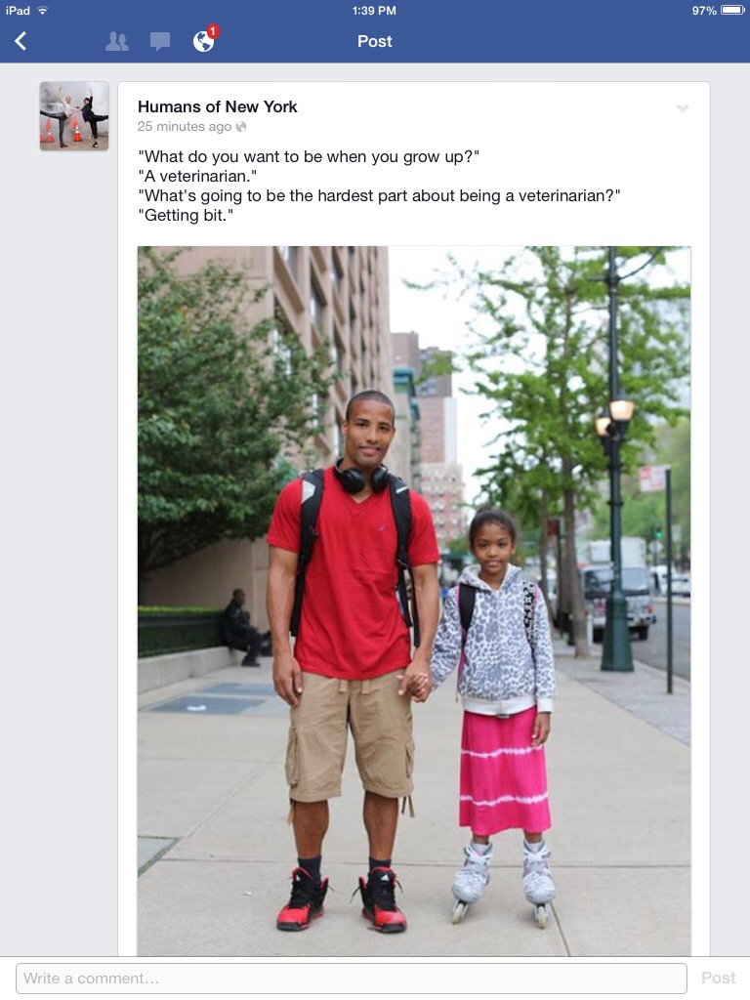 iPad
1:39 PM
97%
1
Post
Humans of New York
25 minutes ago
"What do you want to be when you grow up?"
"A veterinarian."
"What's going to be the hardest part about being a veterinarian?"
"Getting bit."
Write a comment...
Post